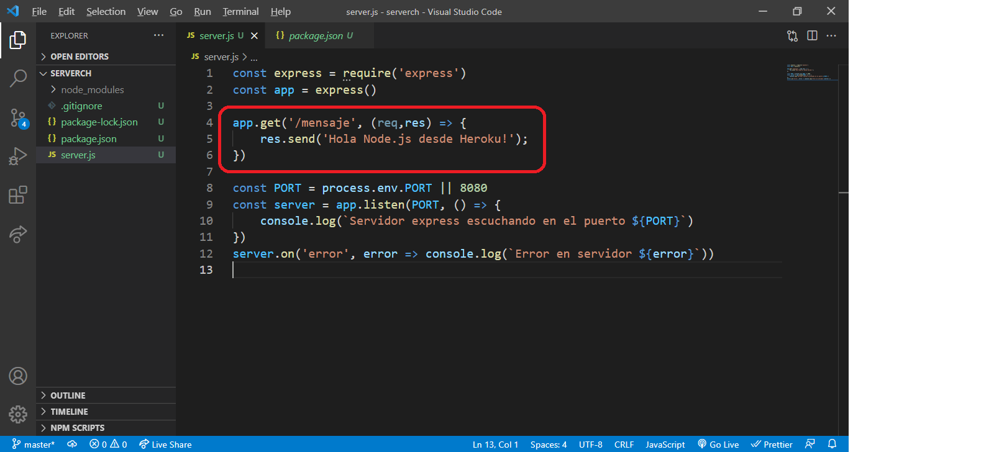 File Edit Selection View Go Run Terminal Help server.js - serverch - Visual Studio Code
EXPLORER
OPEN EDITORS
SERVERCH
node_modules
.gitignore U
package-lock.json U
package.json U
server.js U
OUTLINE
TIMELINE
NPM SCRIPTS
4
JS server.js U
{} package.json U
JS server.js > ...
1 const express = require('express')
2 const app = express()
3
4 app.get('/mensaje', (req,res) => {
5 res.send('Hola Node.js desde Heroku!');
6 })
7
8 const PORT = process.env.PORT || 8080
9 const server = app.listen(PORT, () => {
10 console.log(`Servidor express escuchando en el puerto ${PORT}`)
11 })
12 server.on('error', error => console.log(`Error en servidor ${error}`))
13
master* 0 0 Live Share Ln 13, Col 1 Spaces: 4 UTF-8 CRLF JavaScript Go Live Prettier